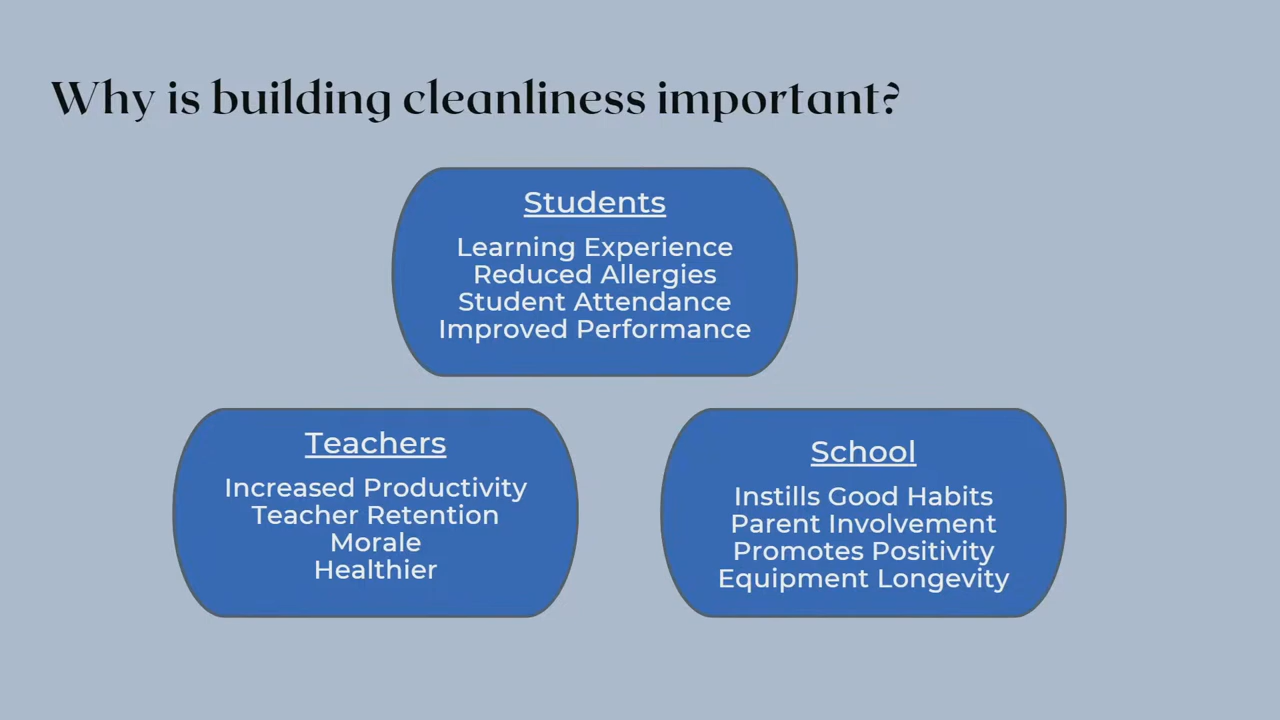 Why is building cleanliness important?
Students
Learning Experience
Reduced Allergies
Student Attendance
Improved Performance
Teachers
Increased Productivity
Teacher Retention
Morale
Healthier
School
Instills Good Habits
Parent Involvement
Promotes Positivity
Equipment Longevity